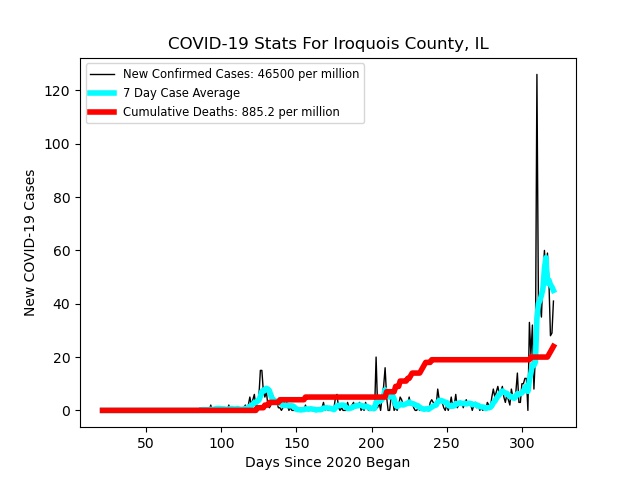 COVID-19 Stats For Iroquois County, IL
New Confirmed Cases: 46500 per million
7 Day Case Average
Cumulative Deaths: 885.2 per million
New COVID-19 Cases
120
100
80
60
40
20
0
50 100 150 200 250 300
Days Since 2020 Began